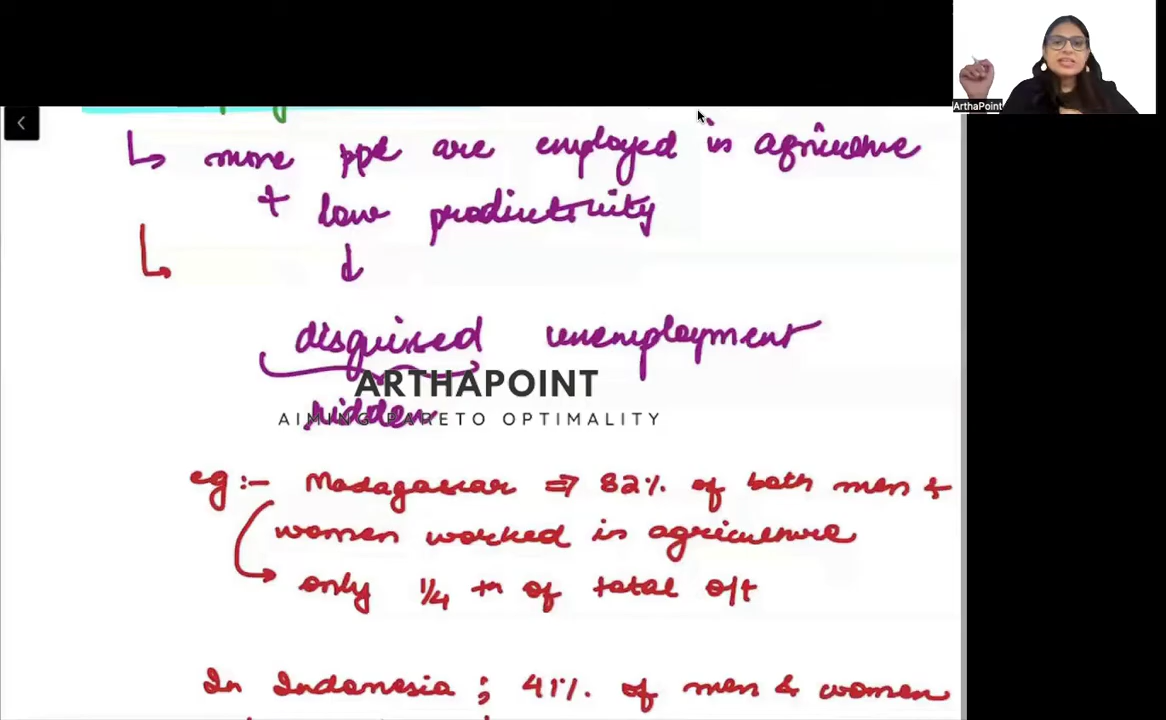 ArthaPoint
↳ more ppl are employed in agriculture
+ low productivity
↓
disguised unemployment
ARTHAPOINT
hidden
AIMING PARETO OPTIMALITY
eg :- Madagascar ⇒ 82% of both men &
women worked in agriculture
→ only 1/4 th of total o/t
In Indonesia ; 41% of men & women